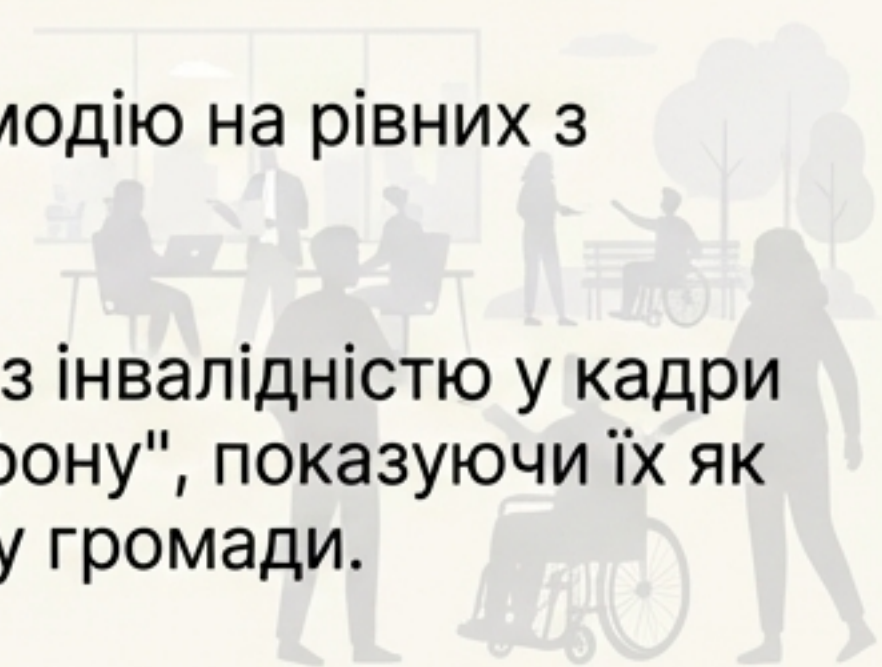 модію на рівних з
з інвалідністю у кадри
рону", показуючи їх як
у громади.